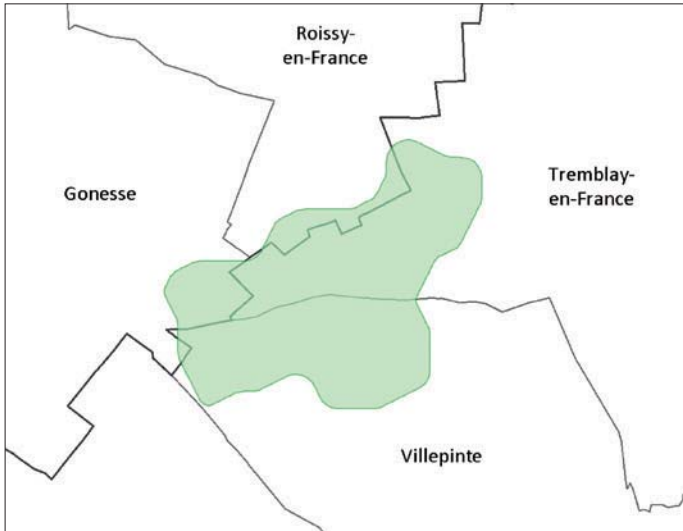 Roissy-
en-France
Gonesse
Tremblay-
en-France
Villepinte